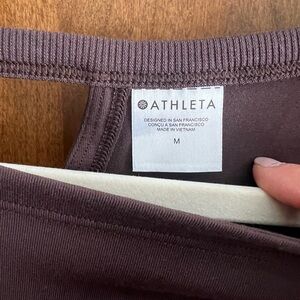 ATHLETA
DESIGNED IN SAN FRANCISCO
CONÇU À SAN FRANCISCO
MADE IN VIETNAM
M